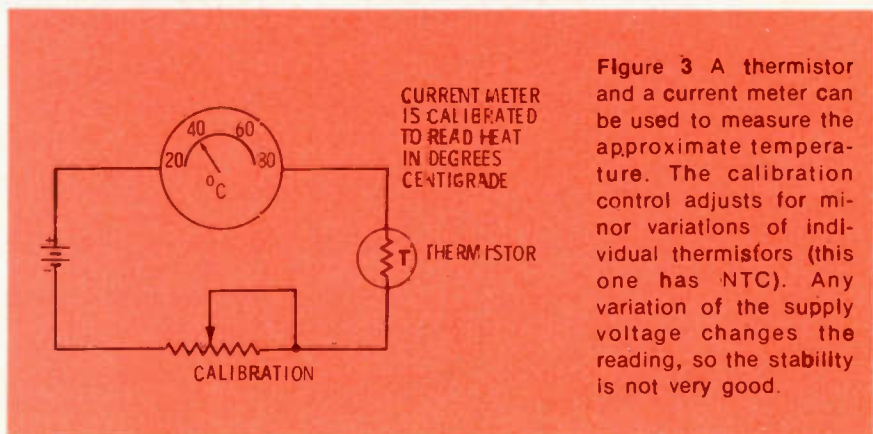 20 40 60 80
°C
CURRENT METER
IS CALIBRATED
TO READ HEAT
IN DEGREES
CENTIGRADE
+
T THERMISTOR
CALIBRATION
Figure 3 A thermistor
and a current meter can
be used to measure the
approximate tempera-
ture. The calibration
control adjusts for mi-
nor variations of indi-
vidual thermistors (this
one has NTC). Any
variation of the supply
voltage changes the
reading, so the stability
is not very good.